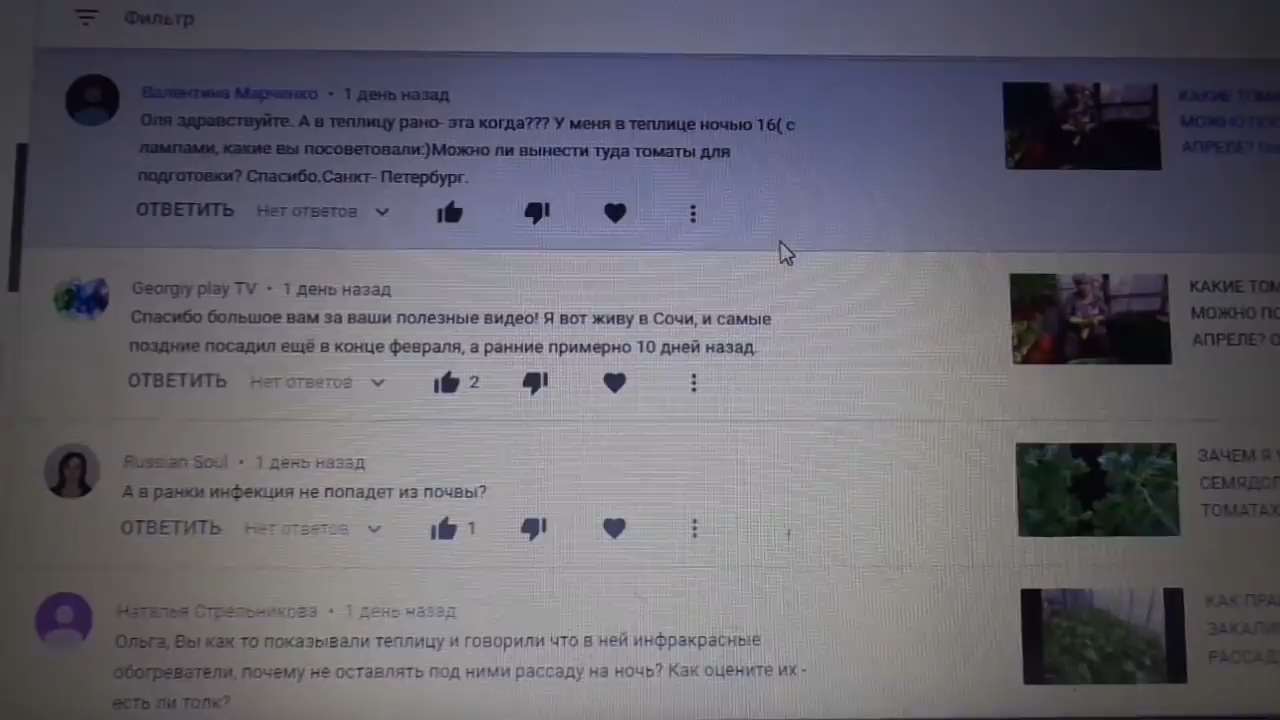 Фильтр
Валентина Марченко • 1 день назад
Оля здравствуйте. А в теплицу рано- эта когда??? У меня в теплице ночью 16( с
лампами, какие вы посоветовали:)Можно ли вынести туда томаты для
подготовки? Спасибо.Санкт- Петербург.
ОТВЕТИТЬ Нет ответов
КАКИЕ ТОМА
МОЖНО ПО
АПРЕЛЕ?
Georgiy play TV • 1 день назад
Спасибо большое вам за ваши полезные видео! Я вот живу в Сочи, и самые
поздние посадил ещё в конце февраля, а ранние примерно 10 дней назад.
ОТВЕТИТЬ Нет ответов 2
КАКИЕ ТОМ
МОЖНО ПО
АПРЕЛЕ? О
Russian Soul • 1 день назад
А в ранки инфекция не попадет из почвы?
ОТВЕТИТЬ Нет ответов 1
ЗАЧЕМ Я
СЕМЯДОЛ
ТОМАТАХ
Наталья Стрельникова • 1 день назад
Ольга, Вы как то показывали теплицу и говорили что в ней инфракрасные
обогреватели, почему не оставлять под ними рассаду на ночь? Как оцените их -
есть ли толк?
КАК ПРА
ЗАКАЛИ
РАССАД